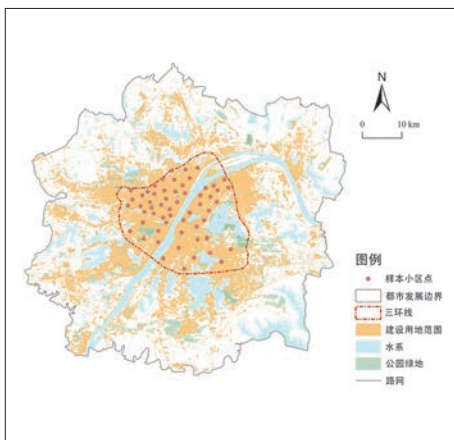 N
0 10 km
图例
样本小区点
都市发展边界
三环线
建设用地范围
水系
公园绿地
路网